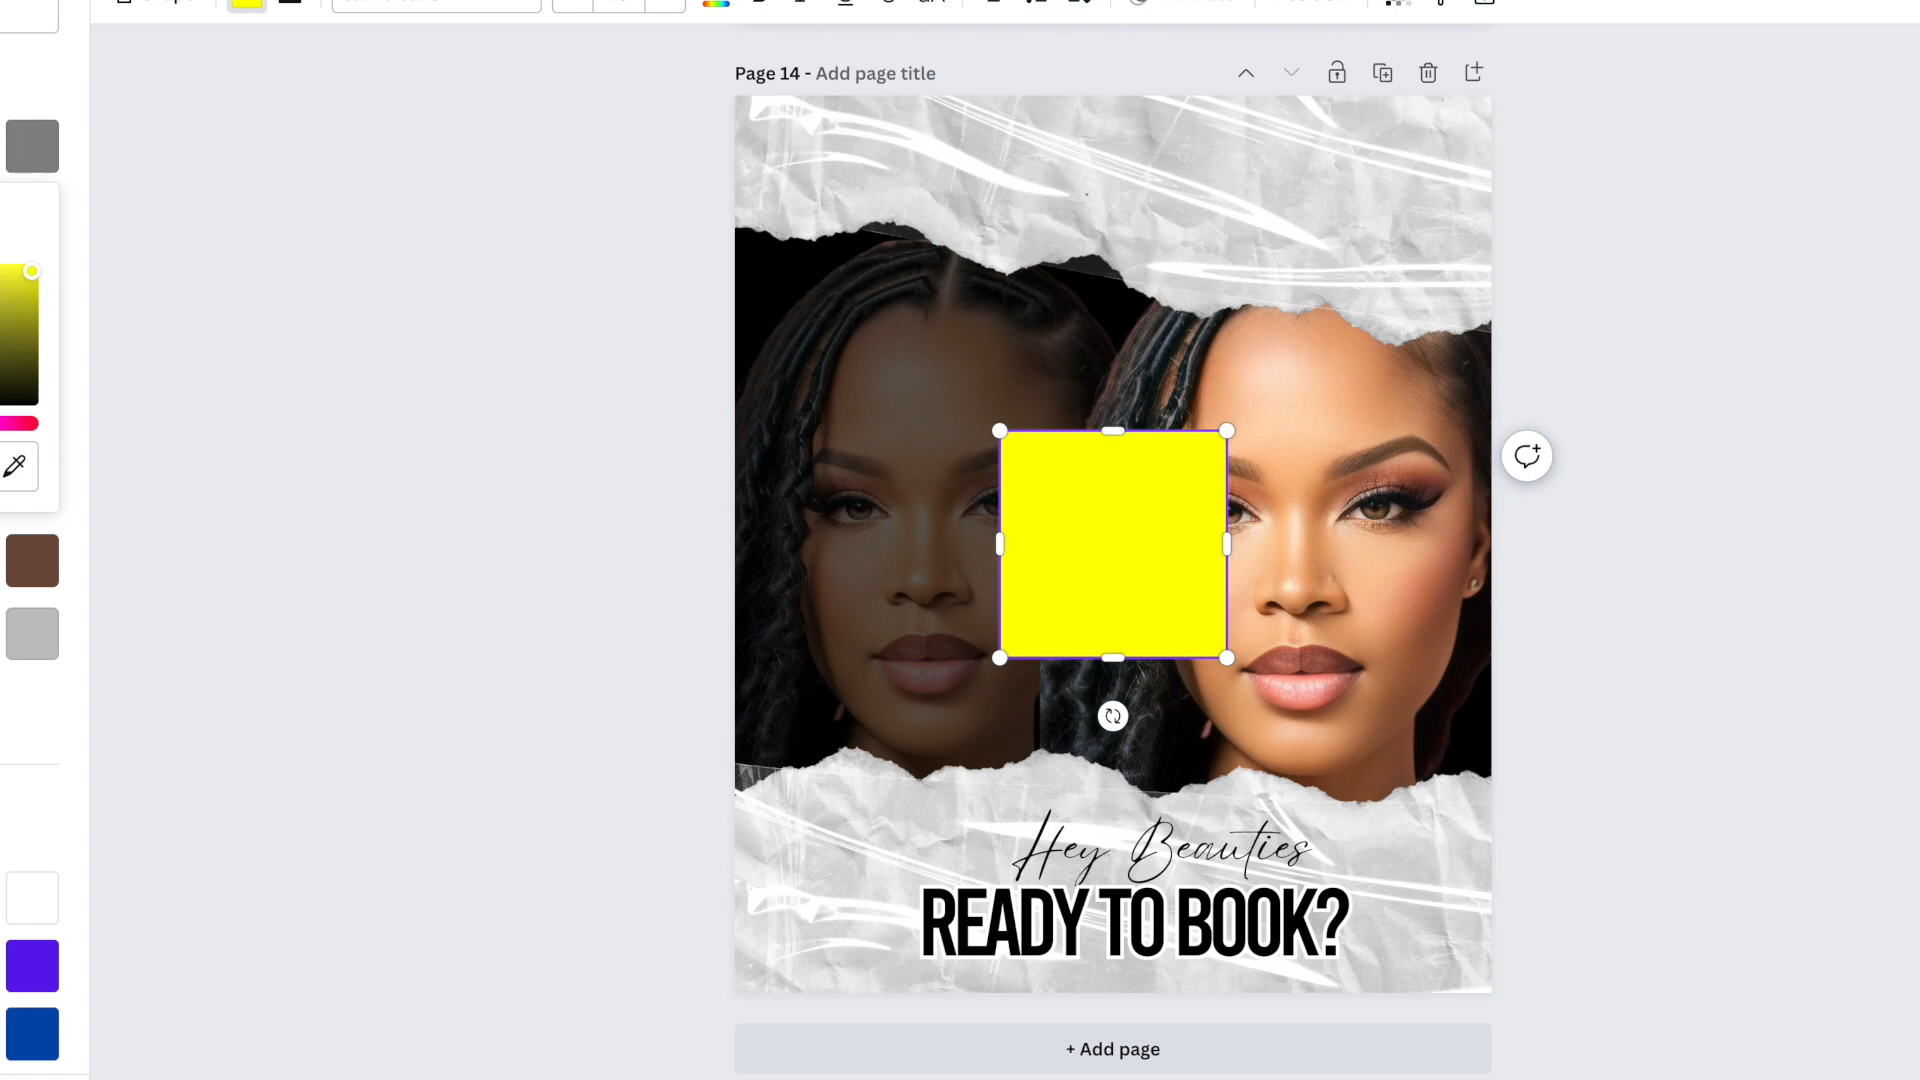 Page 14 - Add page title
Hey Beauties
READY TO BOOK?
+ Add page